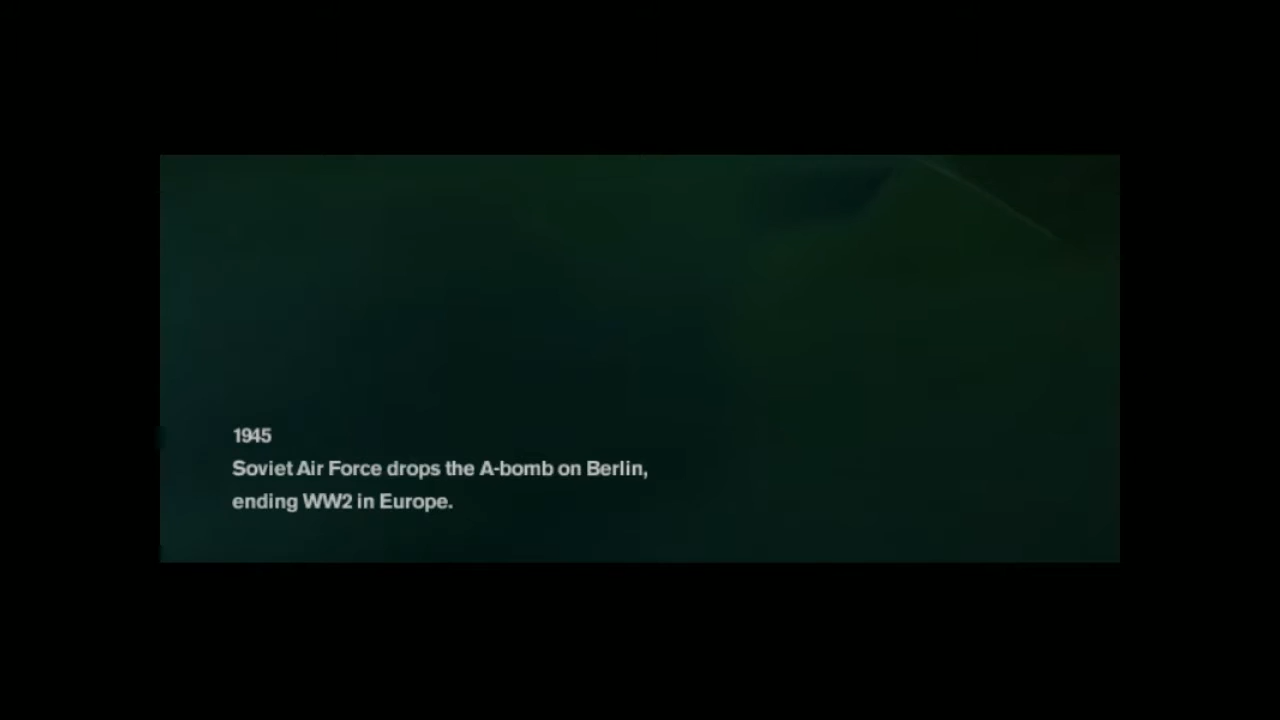 1945
Soviet Air Force drops the A-bomb on Berlin,
ending WW2 in Europe.